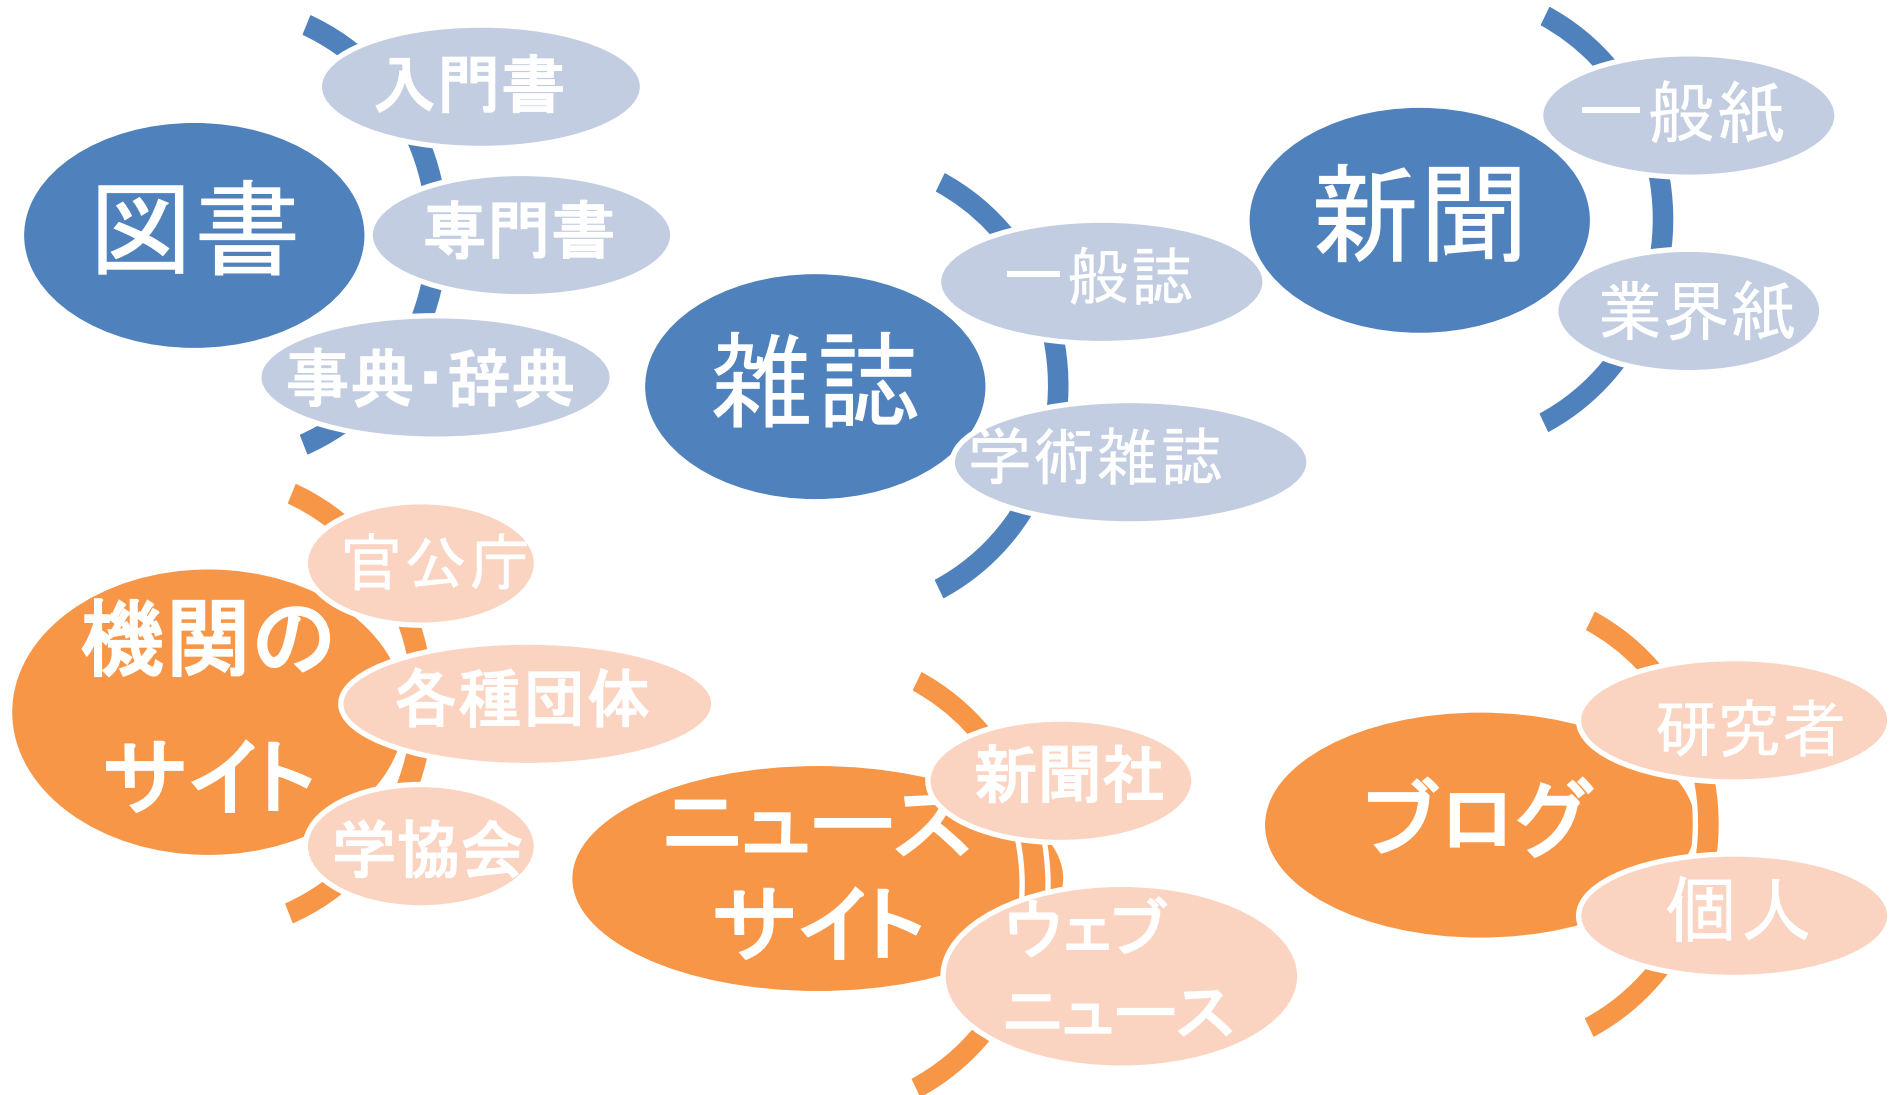 図書
入門書
専門書
事典・辞典
雑誌
一般誌
学術雑誌
新聞
一般紙
業界紙
機関の
サイト
官公庁
各種団体
学協会
ニュース
サイト
新聞社
ウェブ
ニュース
ブログ
研究者
個人